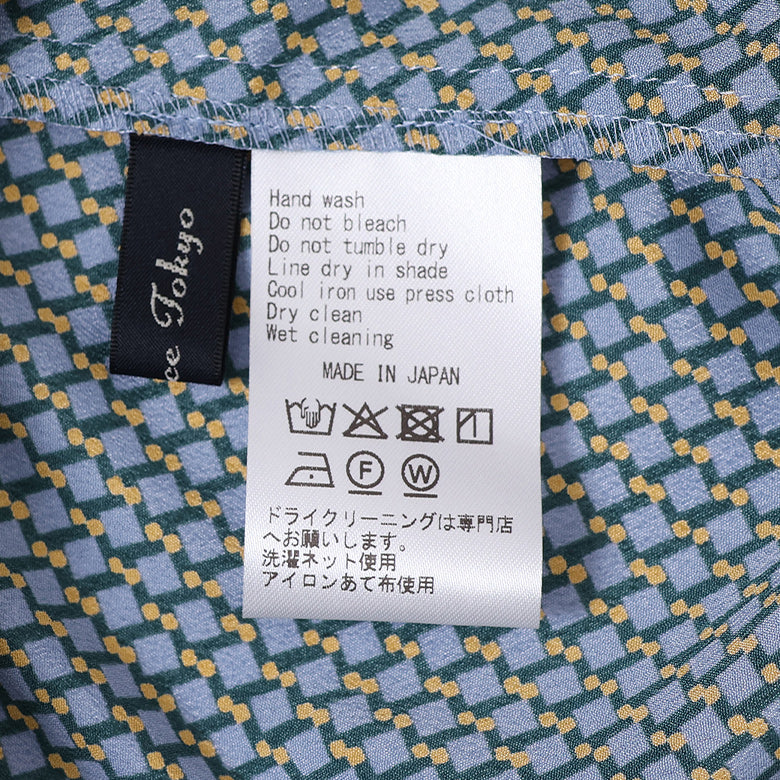 Hand wash
Do not bleach
Do not tumble dry
Line dry in shade
Cool iron use press cloth
Dry clean
Wet cleaning
MADE IN JAPAN
F
W
ドライクリーニングは専門店
へお願いします。
洗濯ネット使用
アイロンあて布使用
ce Tokyo